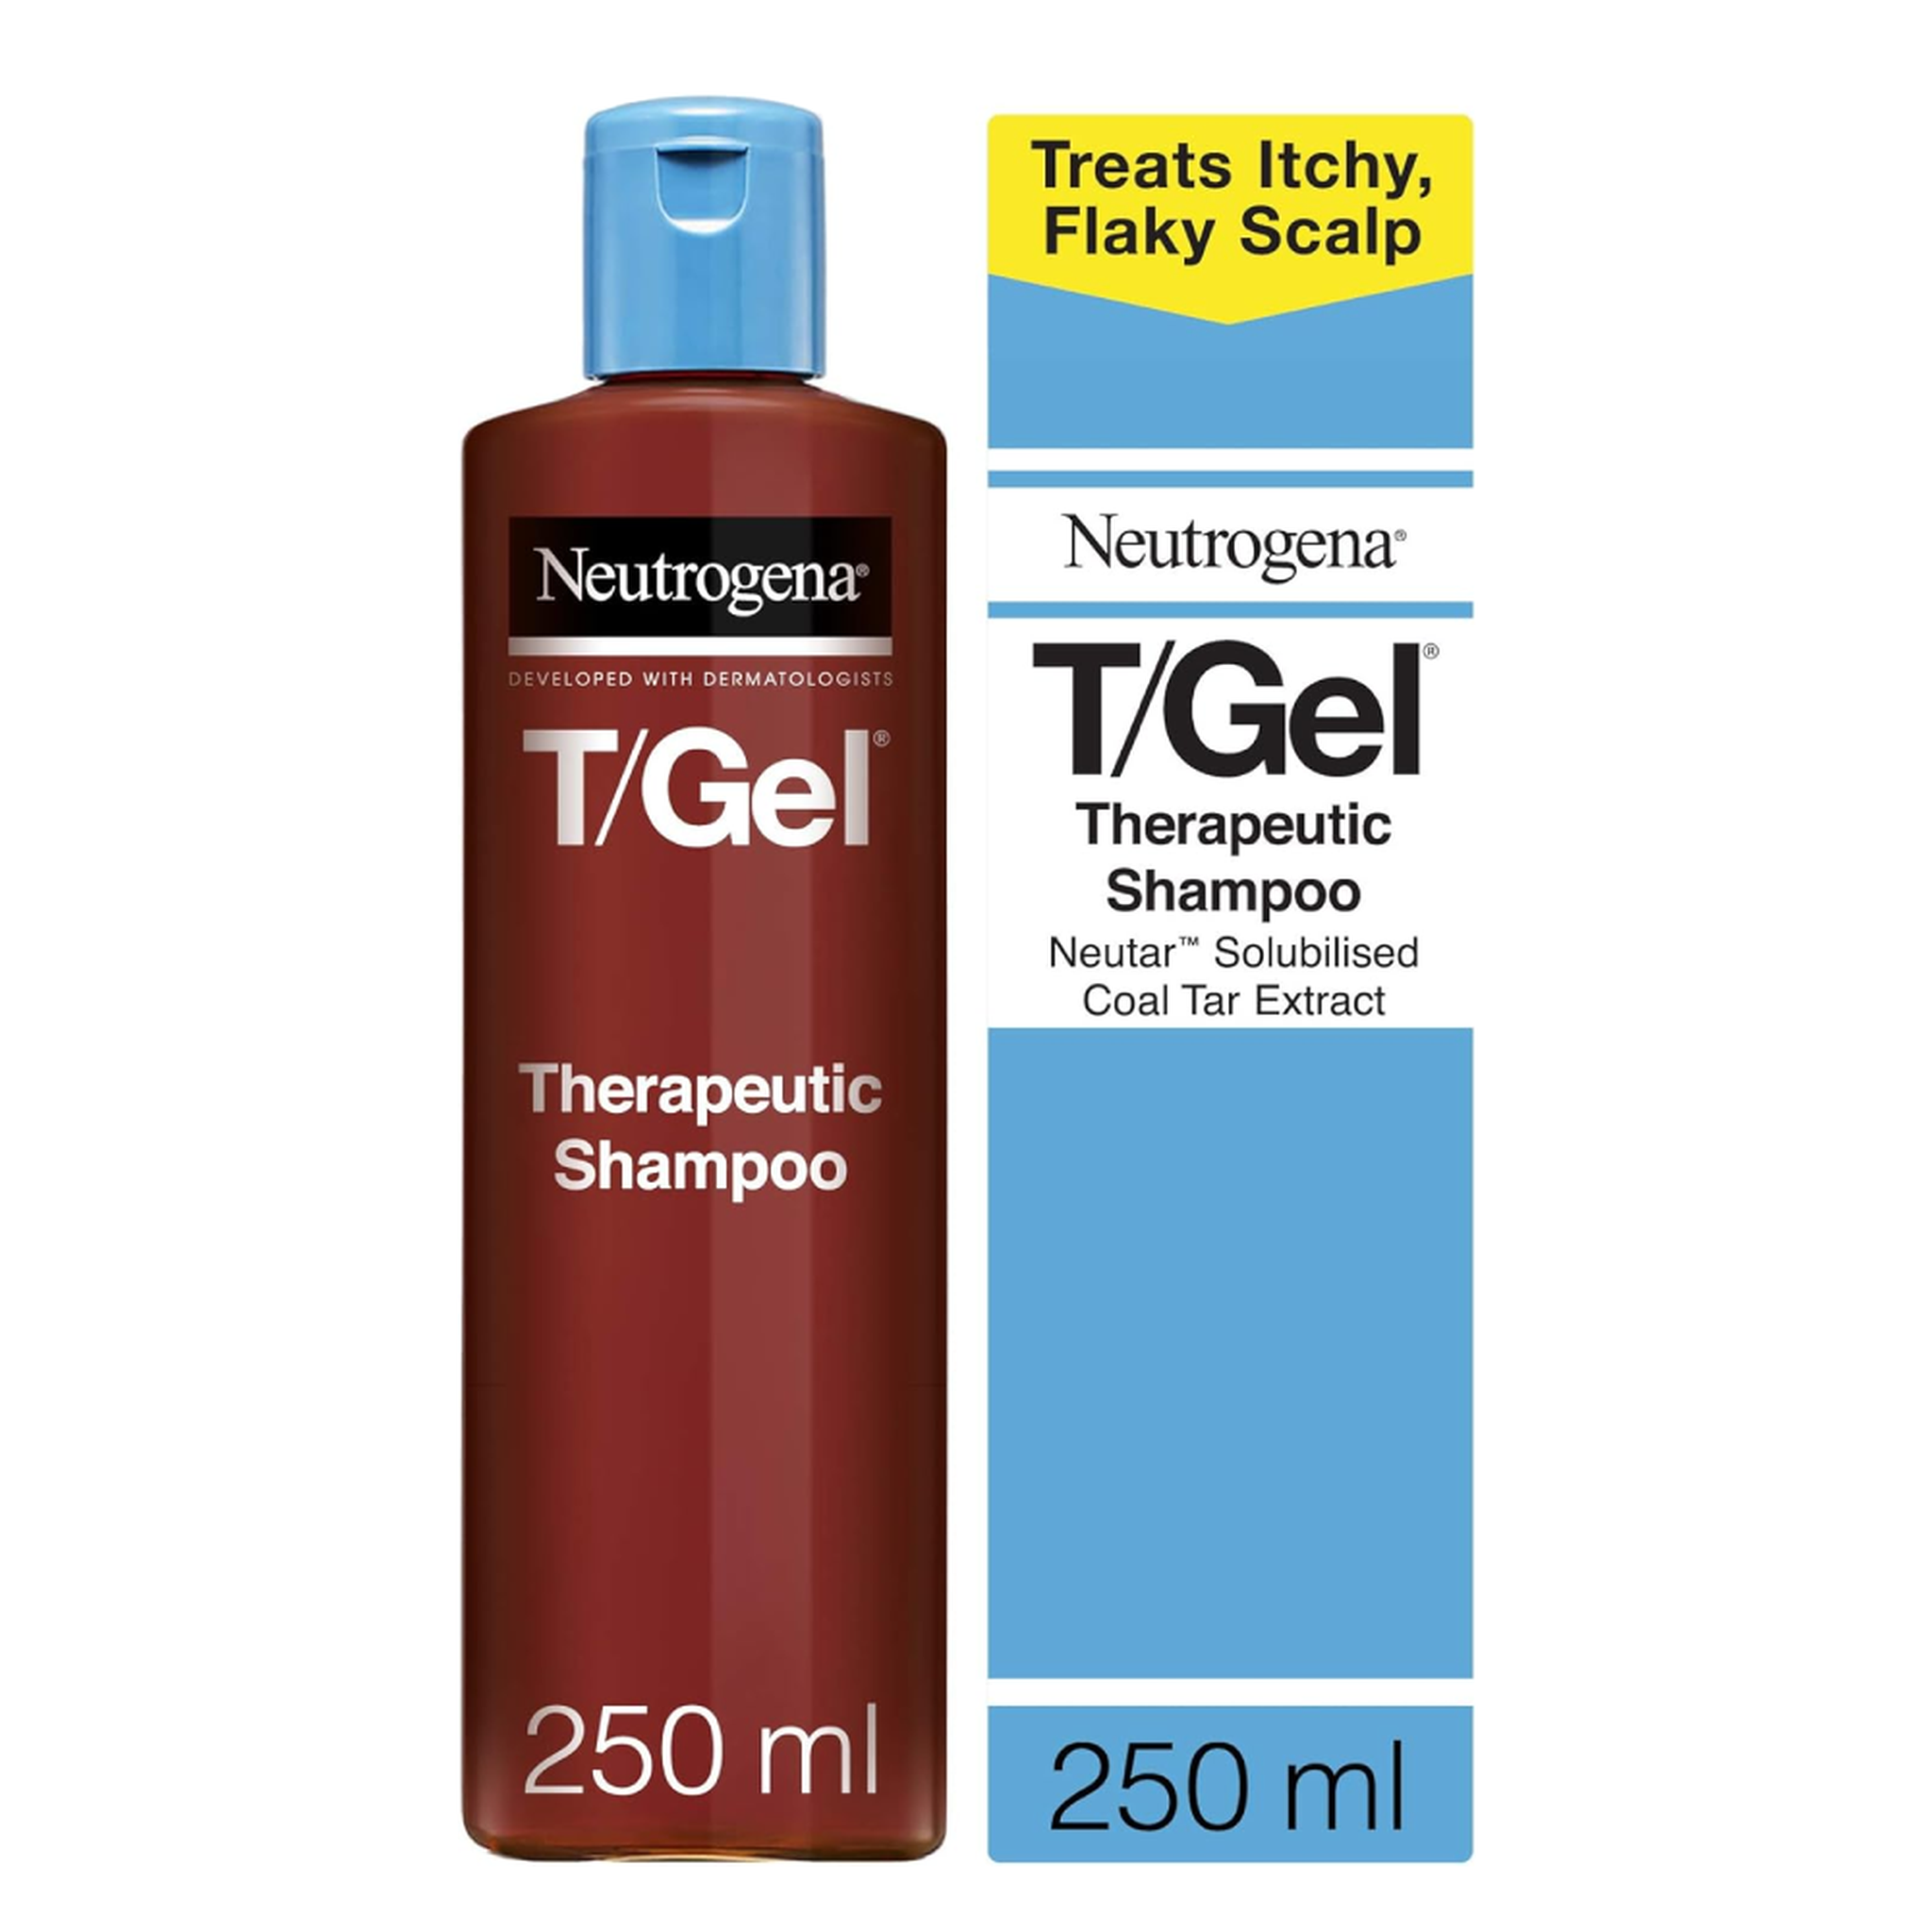 Neutrogena®
DEVELOPED WITH DERMATOLOGISTS
T/Gel®
Therapeutic
Shampoo
250 ml
Treats Itchy,
Flaky Scalp
Neutrogena®
T/Gel®
Therapeutic
Shampoo
Neutar™ Solubilised
Coal Tar Extract
250 ml